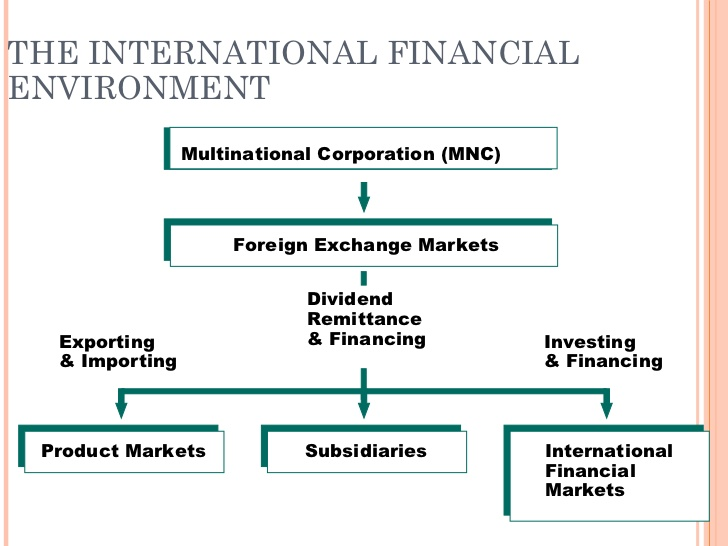 THE INTERNATIONAL FINANCIAL
ENVIRONMENT
Multinational Corporation (MNC)
Foreign Exchange Markets
Dividend
Remittance
& Financing
Exporting
& Importing
Investing
& Financing
Product Markets
Subsidiaries
International
Financial
Markets